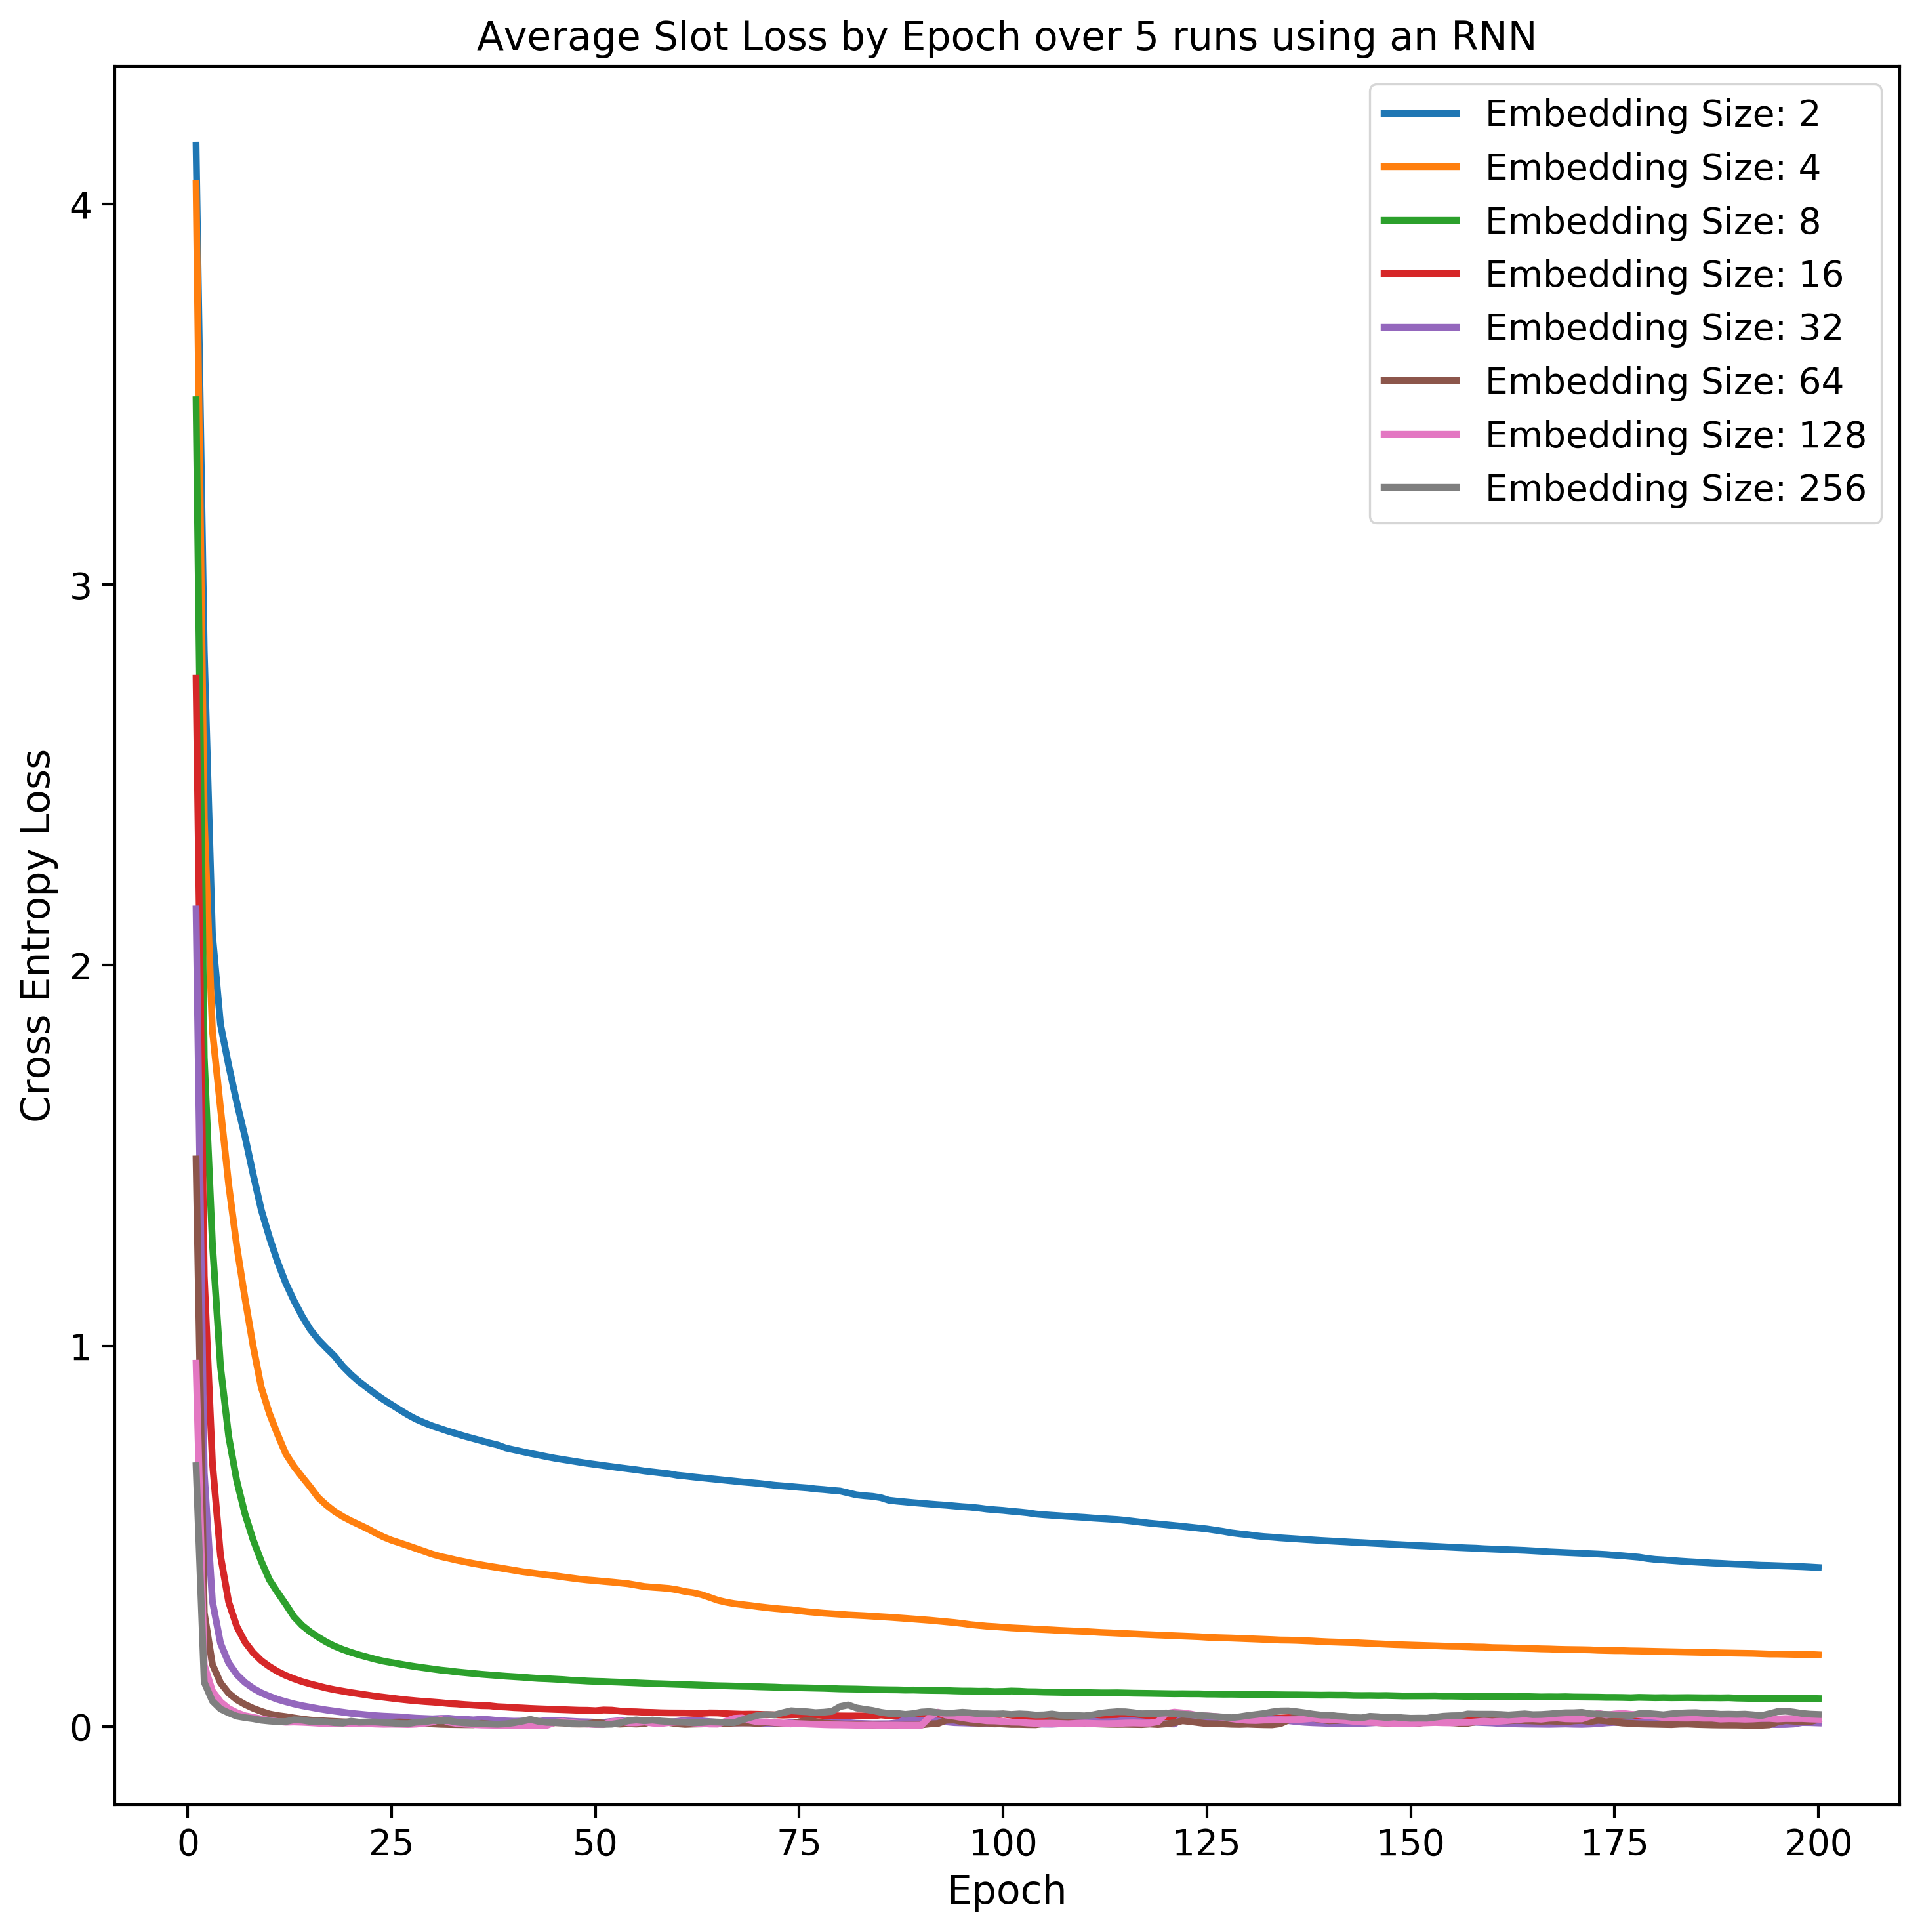 Average Slot Loss by Epoch over 5 runs using an RNN
Embedding Size: 2
Embedding Size: 4
Embedding Size: 8
Embedding Size: 16
Embedding Size: 32
Embedding Size: 64
Embedding Size: 128
Embedding Size: 256
Cross Entropy Loss
4
3
2
1
0
0 25 50 75 100 125 150 175 200
Epoch